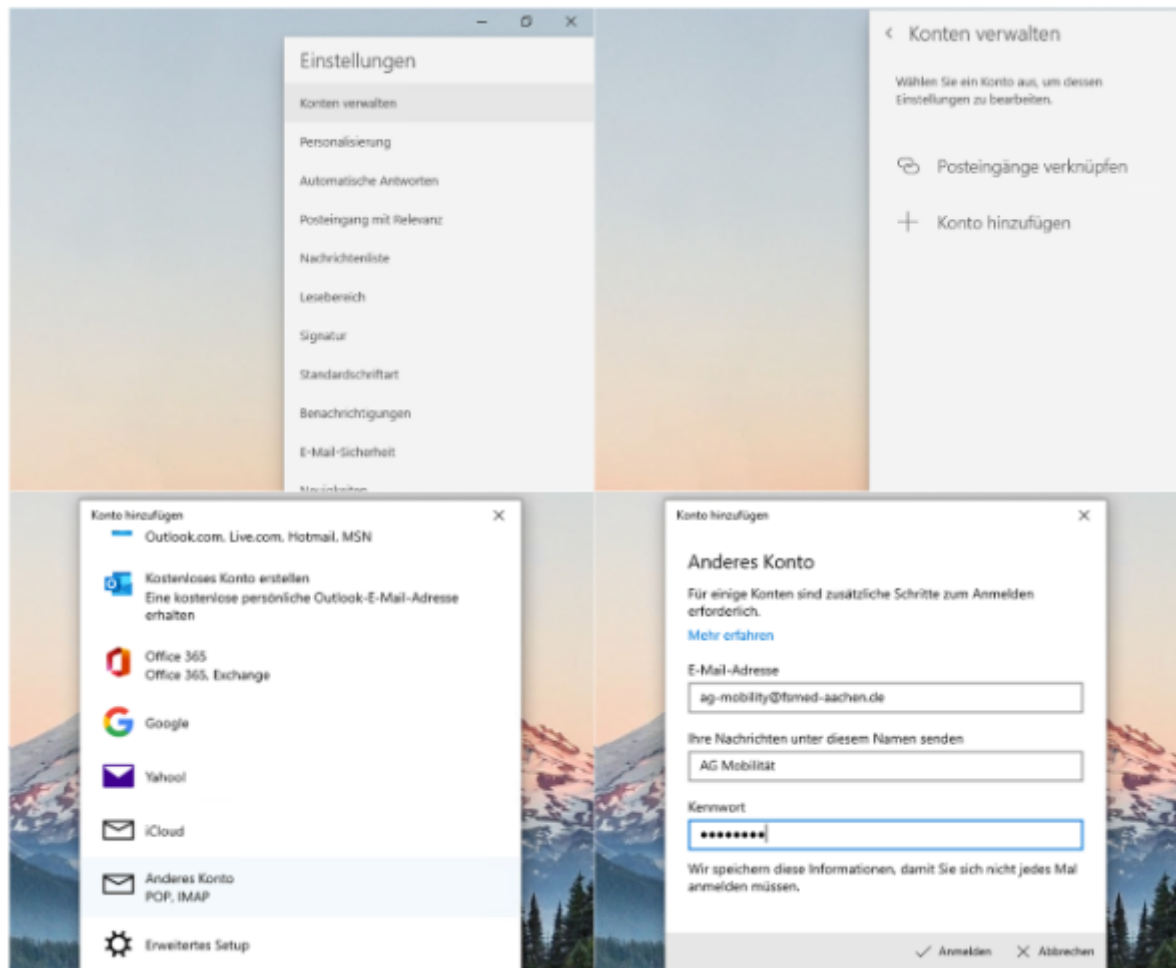 Einstellungen
Konten verwalten
Personalisierung
Automatische Antworten
Posteingang mit Relevanz
Nachrichtenliste
Lesebereich
Signatur
Standardschriftart
Benachrichtigungen
E-Mail-Sicherheit
Neuigkeiten
Konten verwalten
Wählen Sie ein Konto aus, um dessen
Einstellungen zu bearbeiten.
Posteingänge verknüpfen
Konto hinzufügen
Konto hinzufügen
Outlook.com, Live.com, Hotmail, MSN
Kostenloses Konto erstellen
Eine kostenlose persönliche Outlook-E-Mail-Adresse
erhalten
Office 365
Office 365, Exchange
Google
Yahoo!
iCloud
Anderes Konto
POP, IMAP
Erweitertes Setup
Konto hinzufügen
Anderes Konto
Für einige Konten sind zusätzliche Schritte zum Anmelden
erforderlich.
Mehr erfahren
E-Mail-Adresse
ag-mobility@fsmed-aachen.de
Ihre Nachrichten unter diesem Namen senden
AG Mobilität
Kennwort
••••••••
Wir speichern diese Informationen, damit Sie sich nicht jedes Mal
anmelden müssen.
Anmelden
Abbrechen